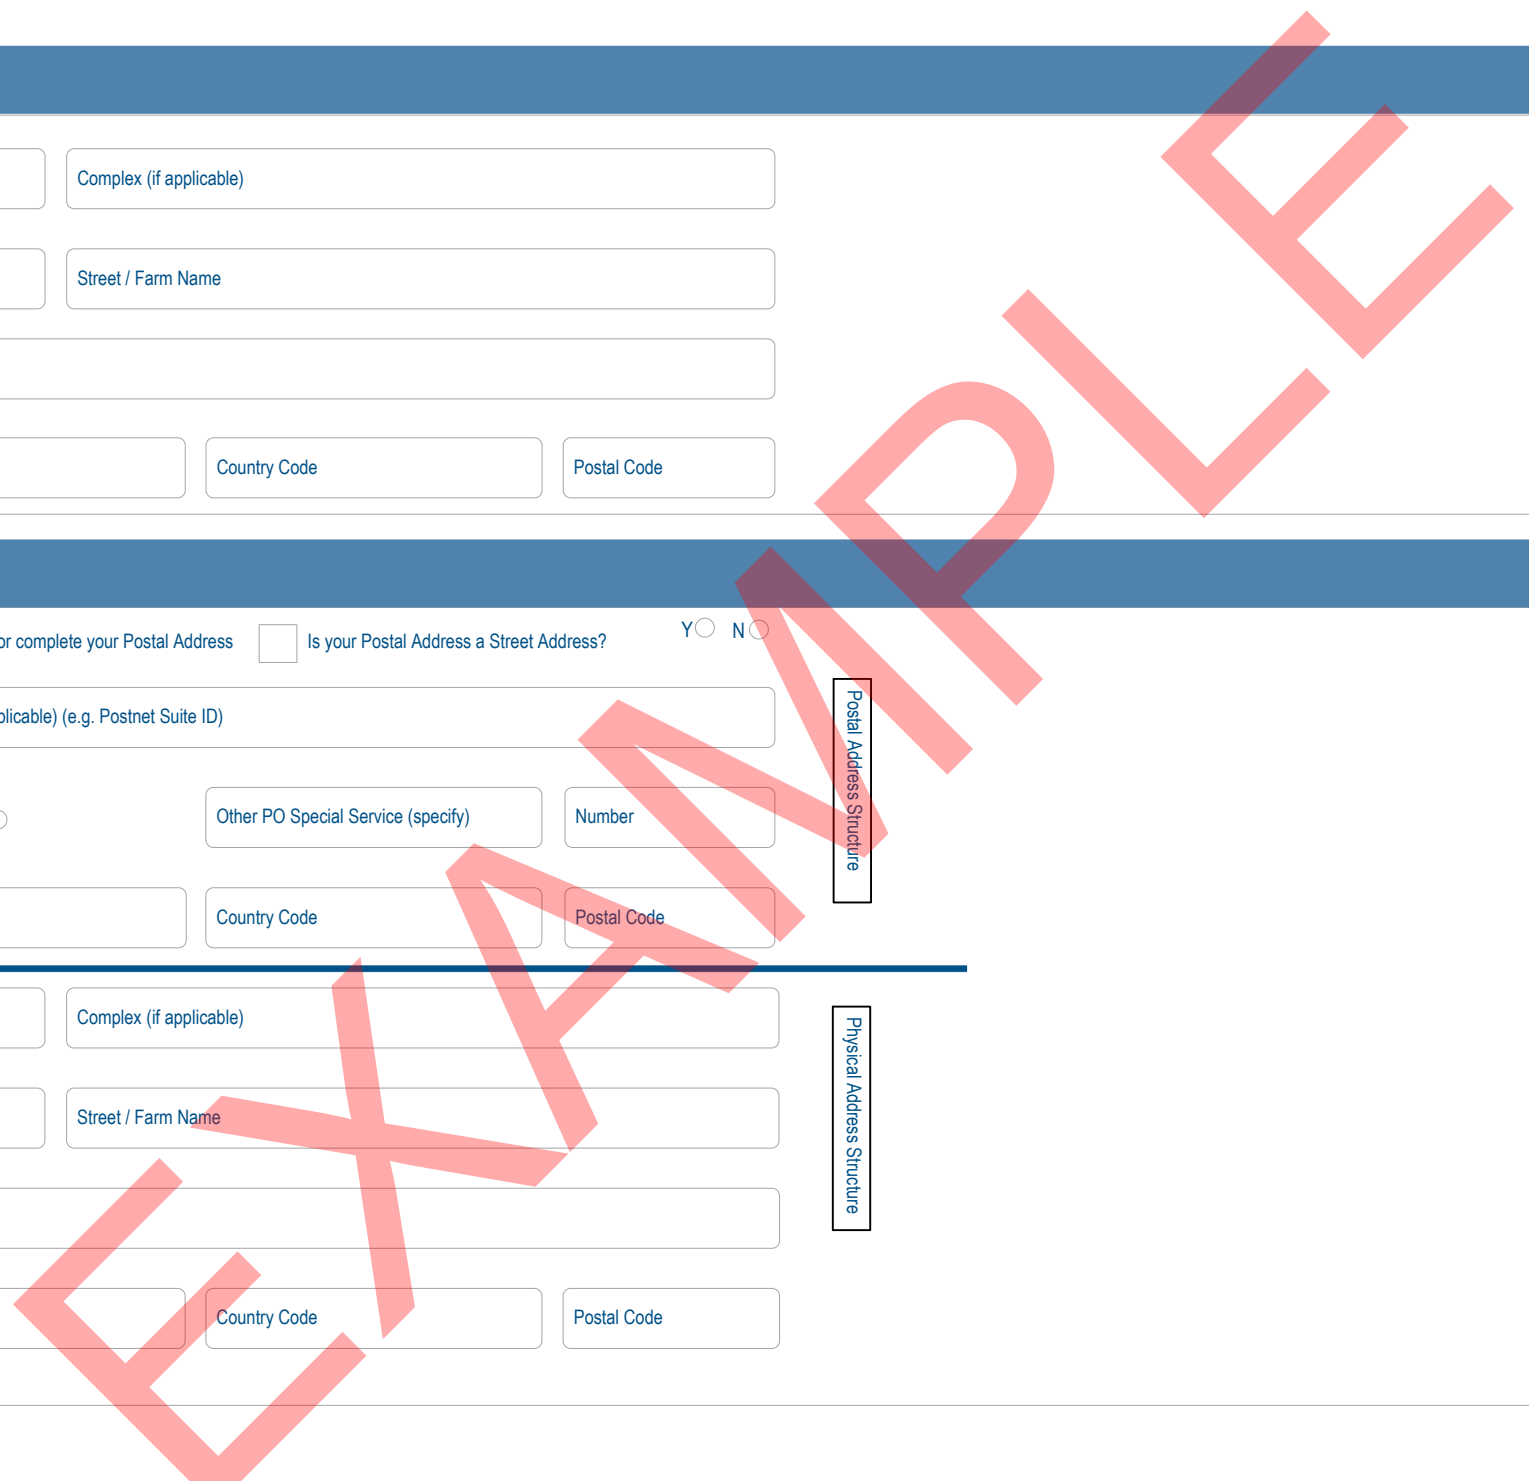 Complex (if applicable)
Street / Farm Name
Country Code Postal Code
or complete your Postal Address Is your Postal Address a Street Address? Y N
plicable) (e.g. Postnet Suite ID)
Other PO Special Service (specify) Number
Country Code Postal Code
Postal Address Structure
Complex (if applicable)
Street / Farm Name
Country Code Postal Code
Physical Address Structure
EXAMPLE